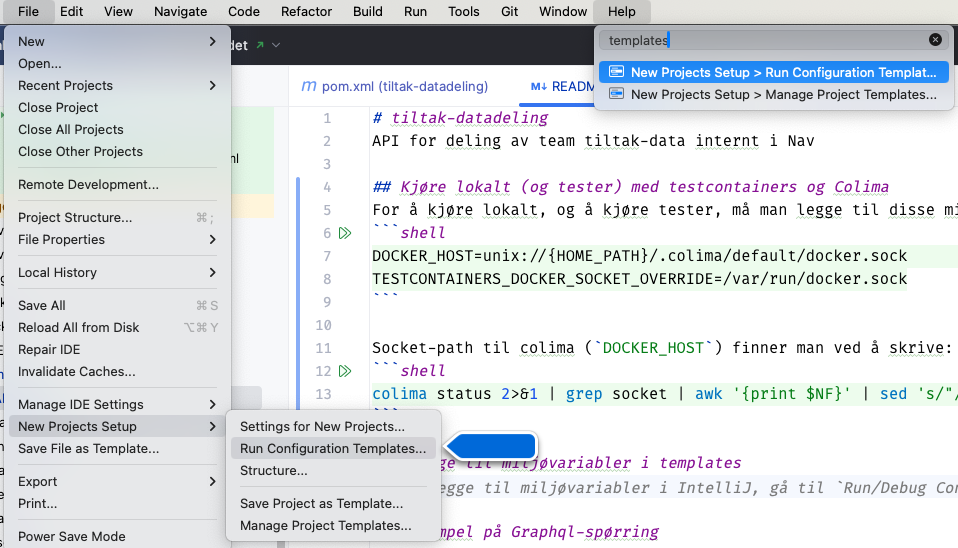 File Edit View Navigate Code Refactor Build Run Tools Git Window Help
templates
New Projects Setup > Run Configuration Templat...
New Projects Setup > Manage Project Templates...
New
Open...
Recent Projects
Close Project
Close All Projects
Close Other Projects
Remote Development...
Project Structure... ⌘ ;
File Properties
Local History
Save All ⌘ S
Reload All from Disk ⌥⌘ Y
Repair IDE
Invalidate Caches...
Manage IDE Settings
New Projects Setup
Save File as Template...
Export
Print...
Power Save Mode
Settings for New Projects...
Run Configuration Templates...
Structure...
Save Project as Template...
Manage Project Templates...
det
pom.xml (tiltak-datadeling) M↓ READM
1 # tiltak-datadeling
2 API for deling av team tiltak-data internt i Nav
3
4 ## Kjøre lokalt (og tester) med testcontainers og Colima
5 For å kjøre lokalt, og å kjøre tester, må man legge til disse mi
6 ```shell
7 DOCKER_HOST=unix://{HOME_PATH}/.colima/default/docker.sock
8 TESTCONTAINERS_DOCKER_SOCKET_OVERRIDE=/var/run/docker.sock
9 ```
10
11 Socket-path til colima (`DOCKER_HOST`) finner man ved å skrive:
12 ```shell
13 colima status 2>&1 | grep socket | awk '{print $NF}' | sed 's/"/
ge til miljøvariabler i templates
egge til miljøvariabler i IntelliJ, gå til `Run/Debug Con
mpel på Graphql-spørring